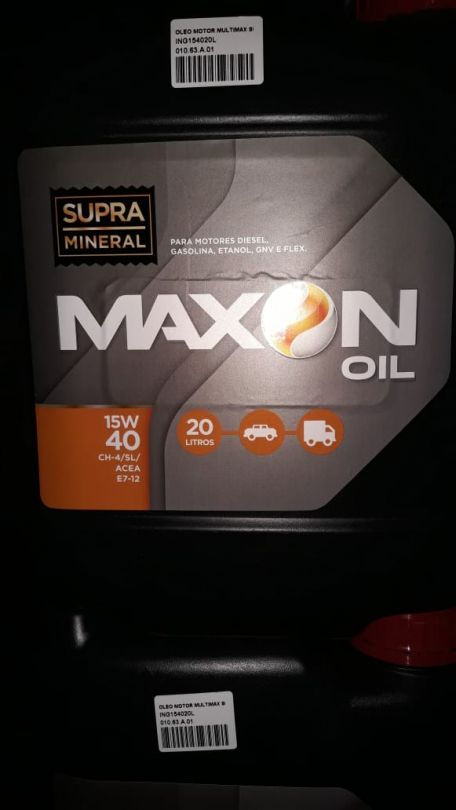 OLEO MOTOR MULTIMAX
ING154020L
010.63.A.01
SUPRA
MINERAL
PARA MOTORES DIESEL,
GASOLINA, ETANOL, GNV E FLEX.
MAXON
OIL
15W
40
CH-4/SL/
ACEA
E7-12
20
LITROS
OLEO MOTOR MULTIMAX
ING154020L
010.63.A.01